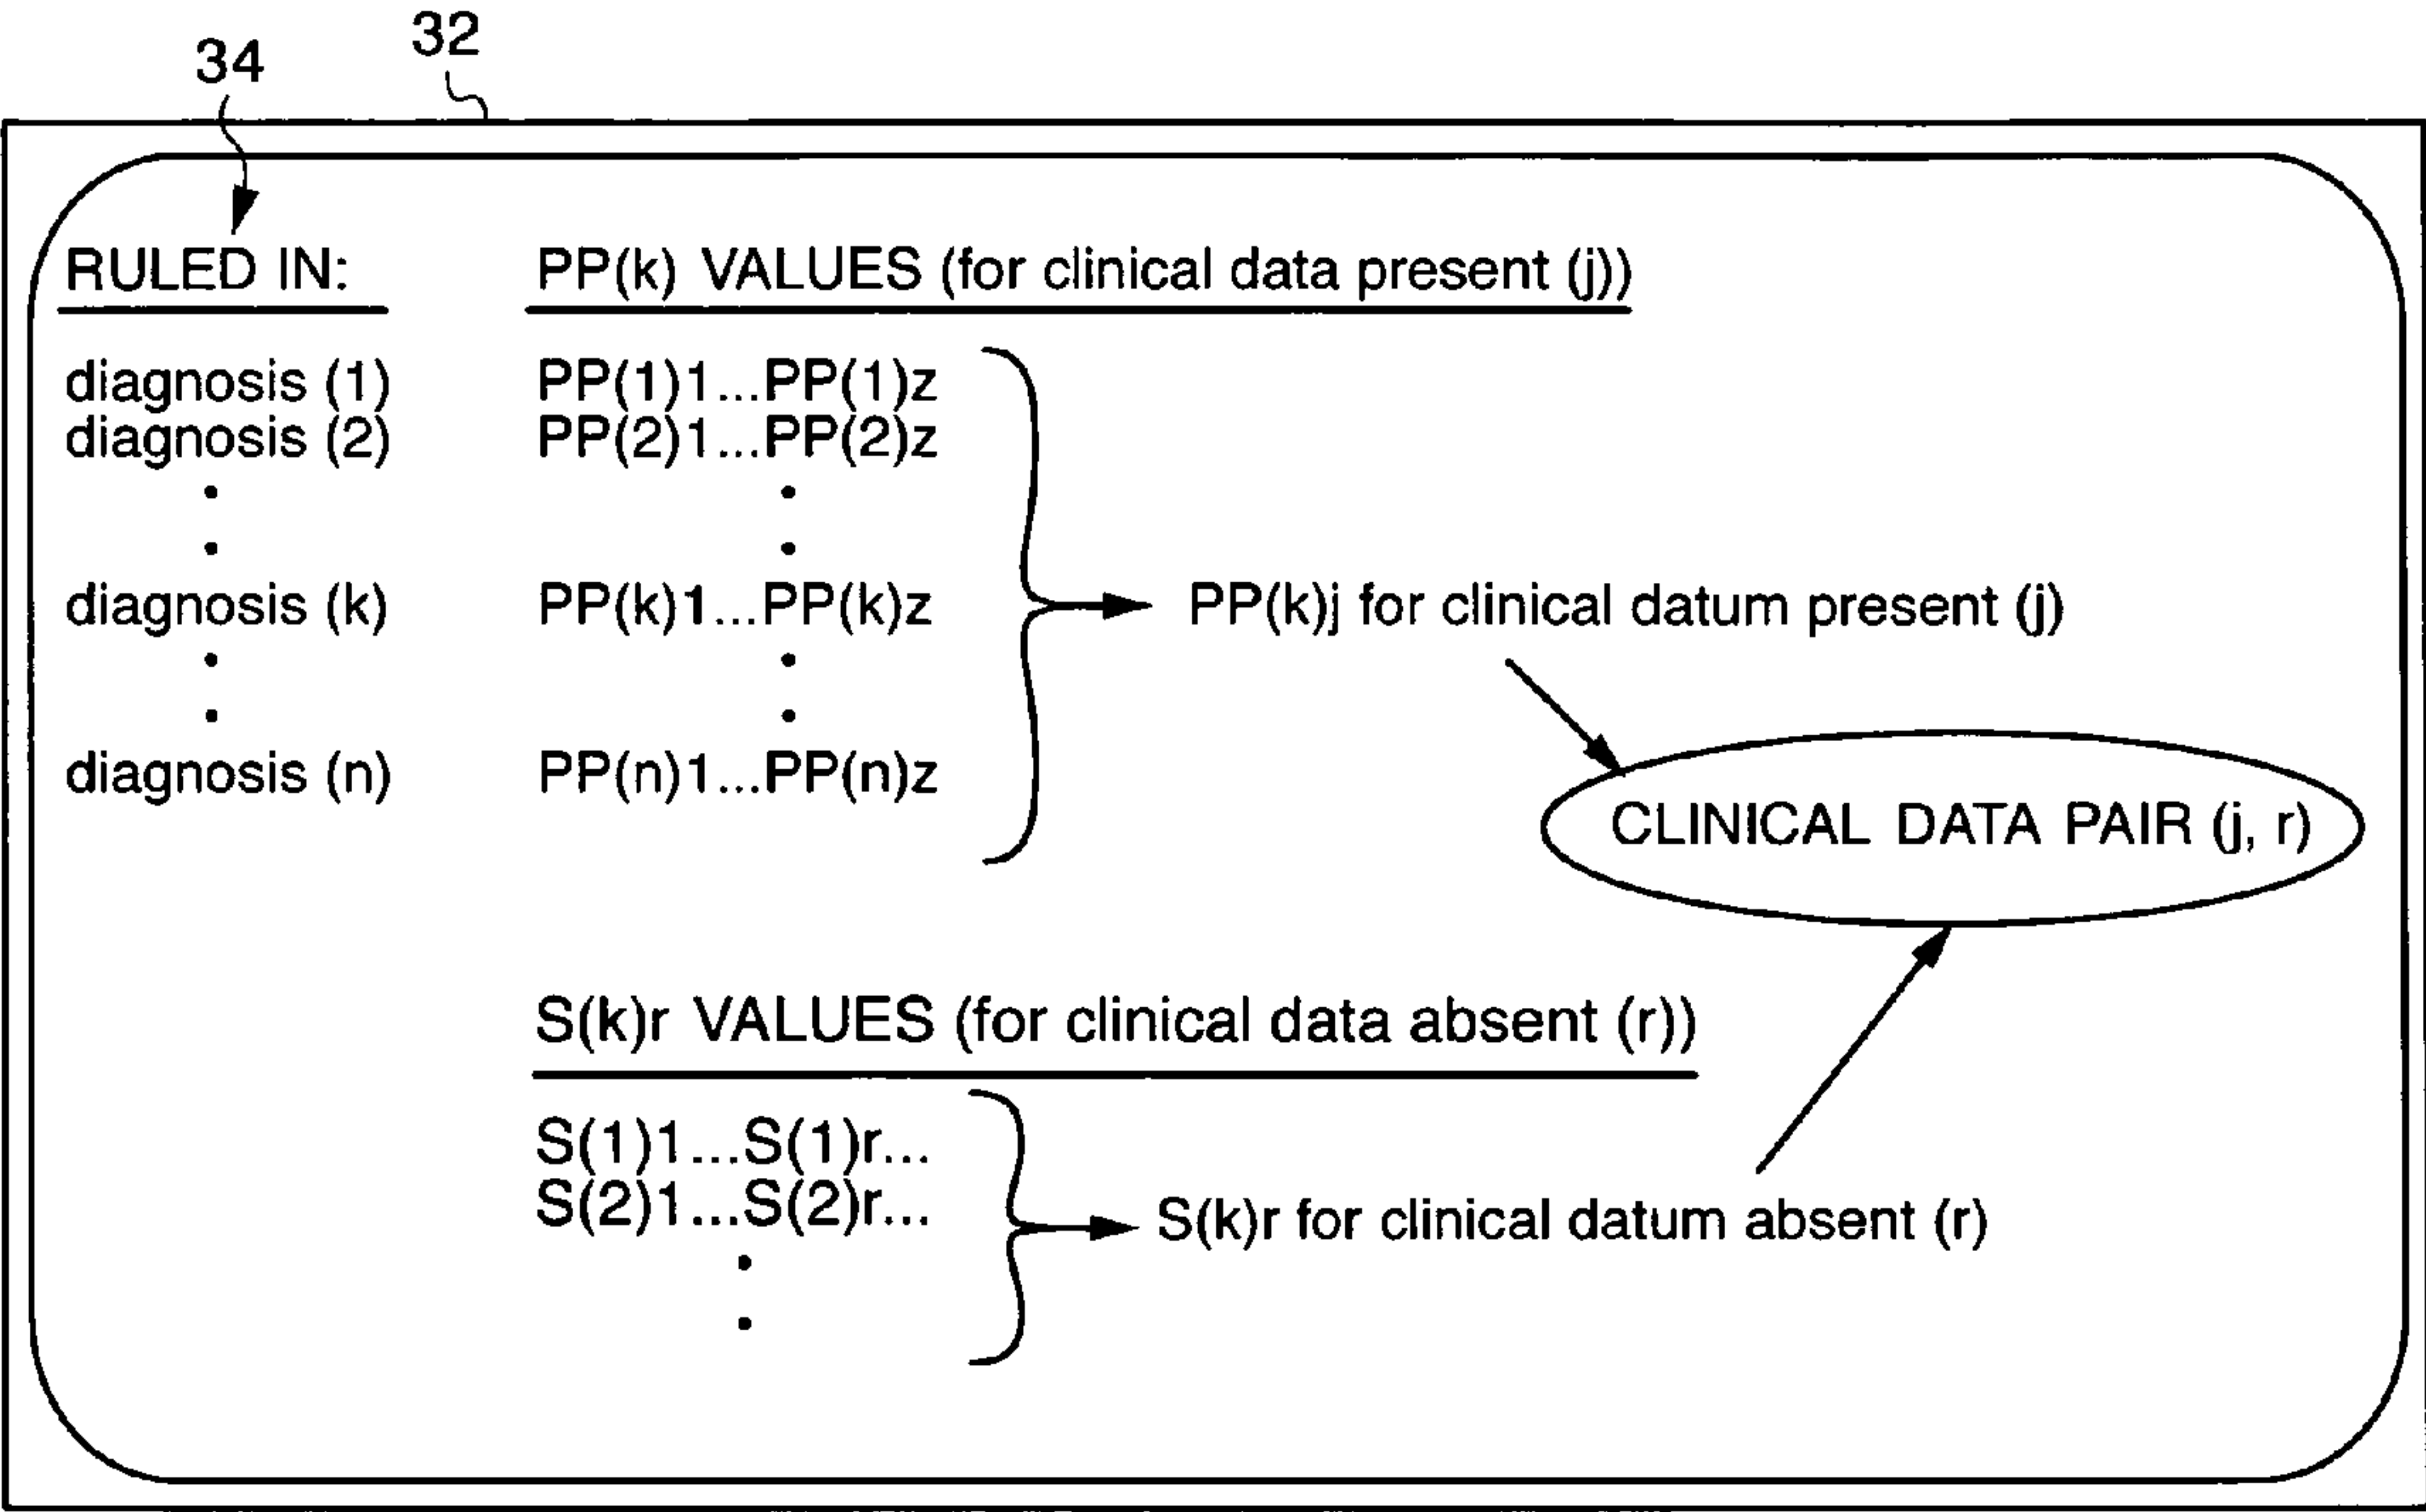 34
32
RULED IN: PP(k) VALUES (for clinical data present (j))
diagnosis (1) PP(1)1...PP(1)z
diagnosis (2) PP(2)1...PP(2)z
. .
. .
diagnosis (k) PP(k)1...PP(k)z PP(k)j for clinical datum present (j)
. .
. .
diagnosis (n) PP(n)1...PP(n)z
CLINICAL DATA PAIR (j, r)
S(k)r VALUES (for clinical data absent (r))
S(1)1...S(1)r...
S(2)1...S(2)r...
S(k)r for clinical datum absent (r)
.
.